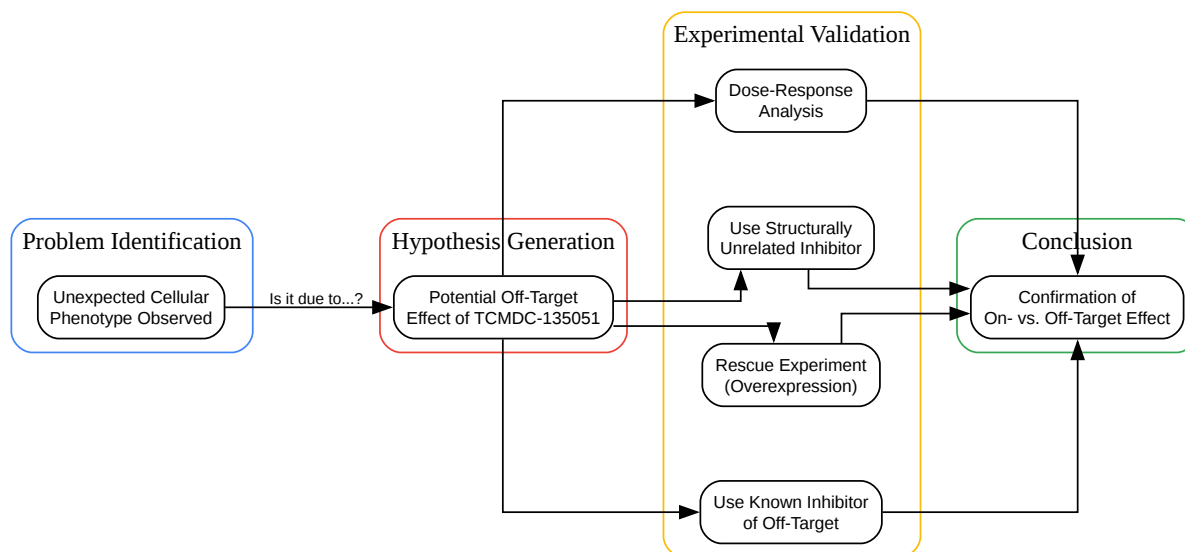 Problem Identification
Unexpected Cellular
Phenotype Observed
Is it due to...?
Hypothesis Generation
Potential Off-Target
Effect of TCMDC-135051
Experimental Validation
Dose-Response
Analysis
Use Structurally
Unrelated Inhibitor
Rescue Experiment
(Overexpression)
Use Known Inhibitor
of Off-Target
Conclusion
Confirmation of
On- vs. Off-Target Effect